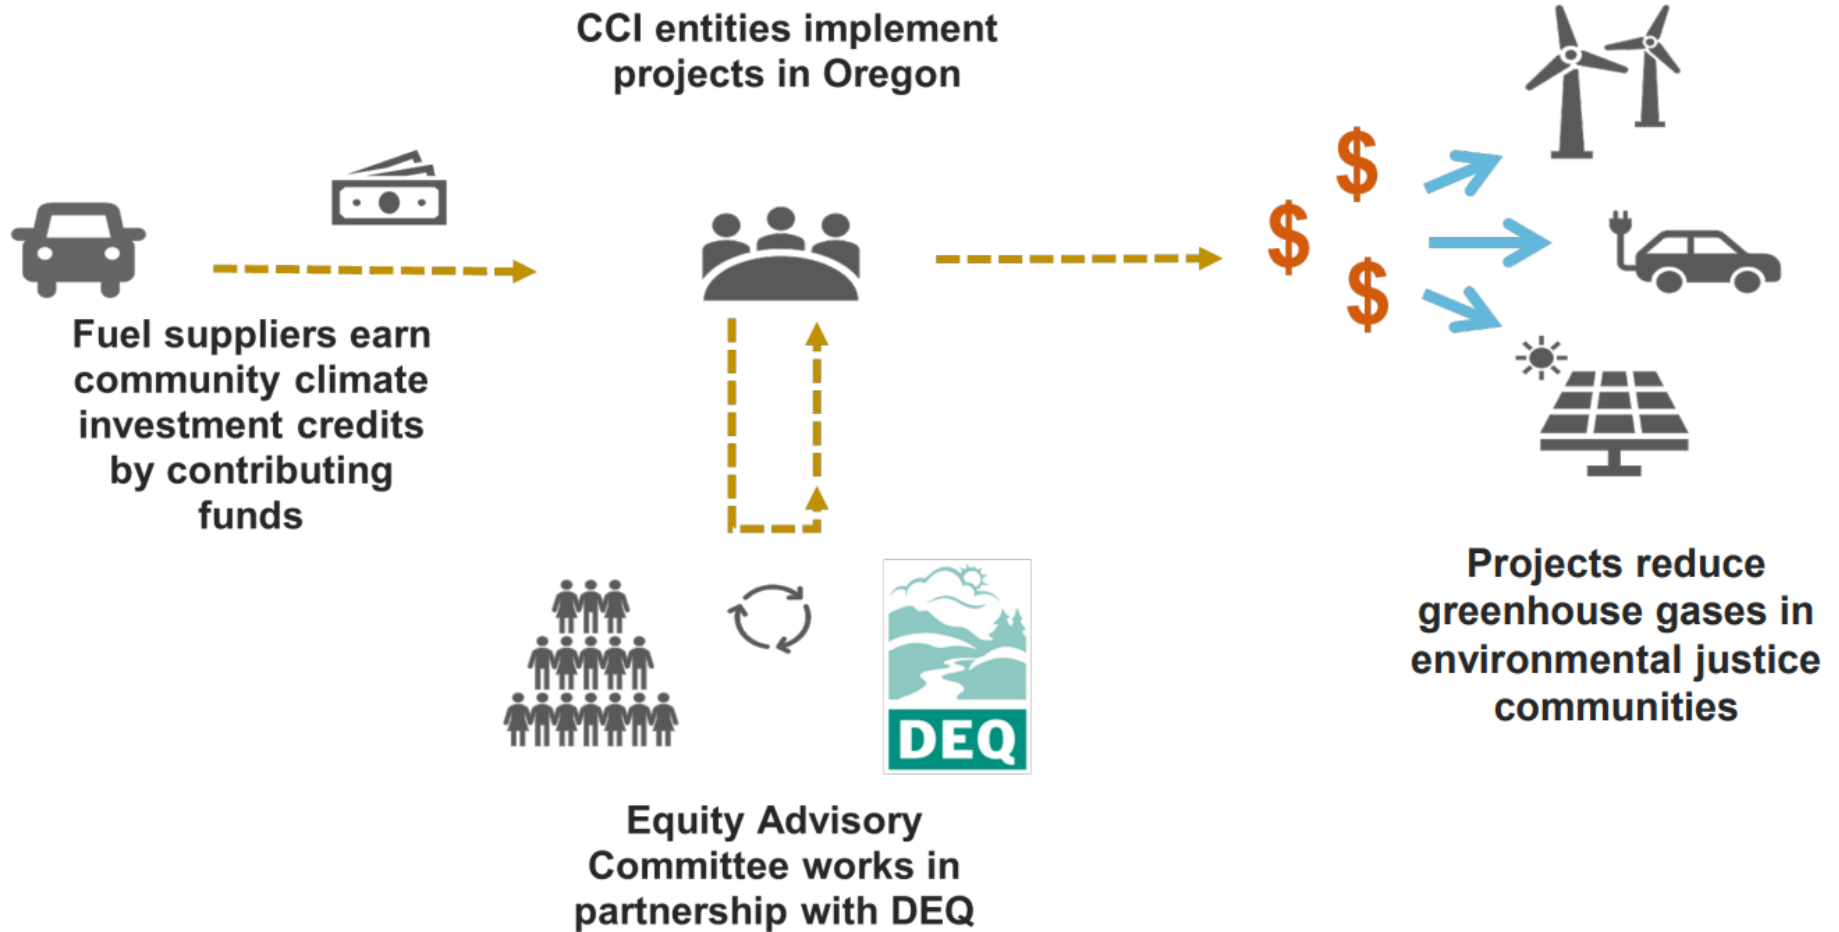 CCI entities implement
projects in Oregon
Fuel suppliers earn
community climate
investment credits
by contributing
funds
$
$
$
Projects reduce
greenhouse gases in
environmental justice
communities
DEQ
Equity Advisory
Committee works in
partnership with DEQ